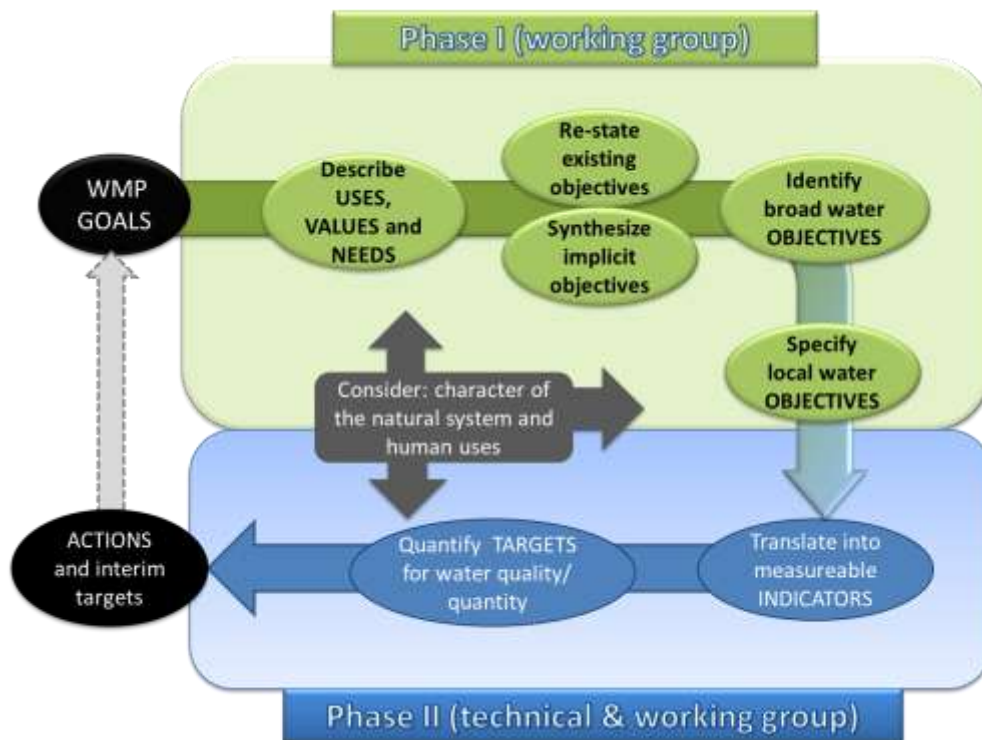 Phase I (working group)
WMP
GOALS
Describe
USES,
VALUES and
NEEDS
Re-state
existing
objectives
Synthesize
implicit
objectives
Identify
broad water
OBJECTIVES
Specify
local water
OBJECTIVES
Consider: character of
the natural system and
human uses
ACTIONS
and interim
targets
Quantify TARGETS
for water quality/
quantity
Translate into
measureable
INDICATORS
Phase II (technical & working group)